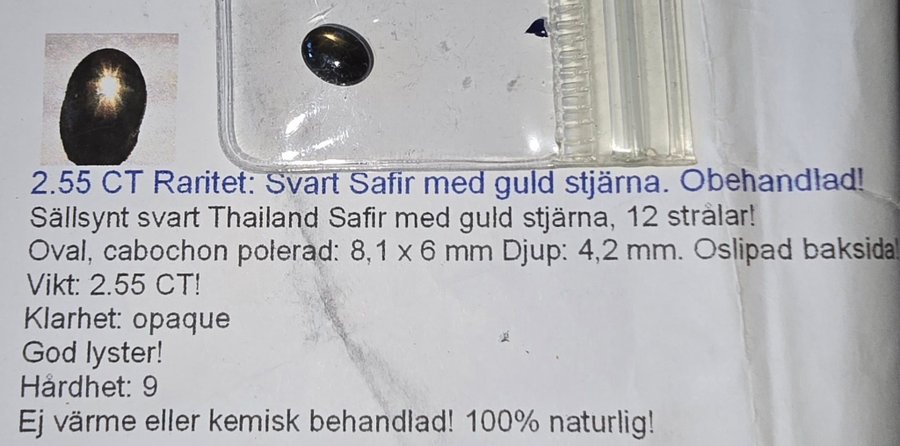 2.55 CT Raritet: Svart Safir med guld stjärna. Obehandlad!
Sällsynt svart Thailand Safir med guld stjärna, 12 strålar!
Oval, cabochon polerad: 8,1 x 6 mm Djup: 4,2 mm. Oslipad baksida!
Vikt: 2.55 CT!
Klarhet: opaque
God lyster!
Hårdhet: 9
Ej värme eller kemisk behandlad! 100% naturlig!